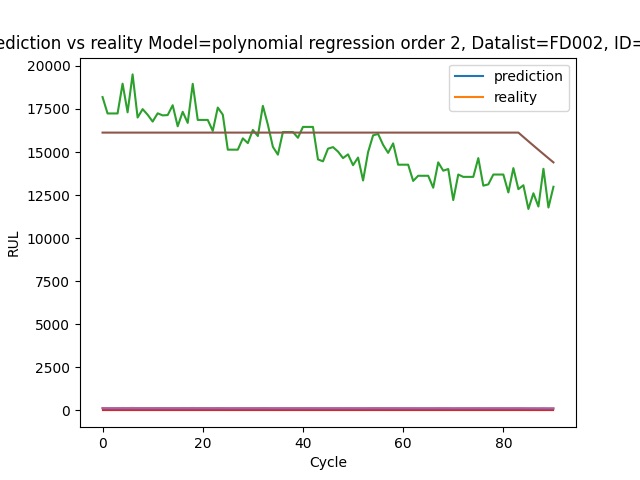 ediction vs reality Model=polynomial regression order 2, Datalist=FD002, ID=
20000
17500
15000
12500
10000
7500
5000
2500
0
RUL
prediction
reality
0 20 40 60 80
Cycle